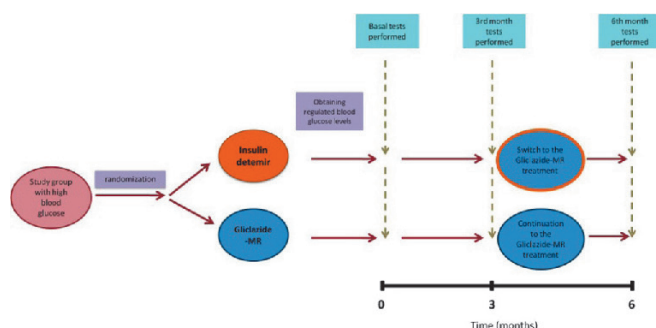 Basal tests
performed
3rd month
tests
performed
6th month
tests
performed
Obtaining
regulated blood
glucose levels
Insulin
detemir
Switch to the
Gliclazide-MR
treatment
Study group
with high
blood
glucose
randomization
Gliclazide
-MR
Continuation
to the
Gliclazide-MR
treatment
0
3
6
Time (months)